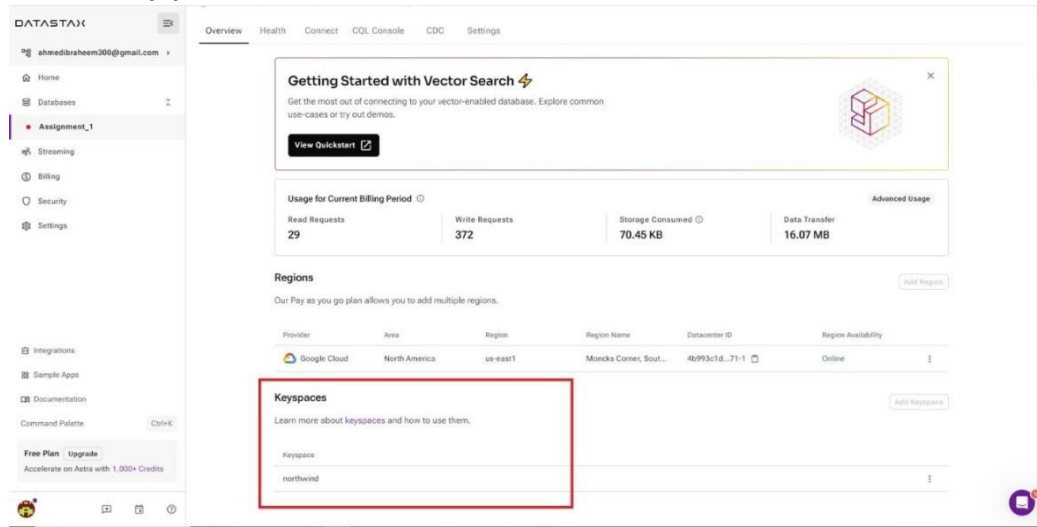 DATASTAX
ahmedibraheem300@gmail.com
Home
Databases
Assignment_1
Streaming
Billing
Security
Settings
Integrations
Sample Apps
Documentation
Command Palette Ctrl+K
Free Plan Upgrade
Accelerate on Astra with 1,000+ Credits
Overview Health Connect CQL Console CDC Settings
Getting Started with Vector Search
Get the most out of connecting to your vector-enabled database. Explore common
use-cases or try out demos.
View Quickstart
Usage for Current Billing Period Advanced Usage
Read Requests Write Requests Storage Consumed Data Transfer
29 372 70.45 KB 16.07 MB
Regions Add Region
Our Pay as you go plan allows you to add multiple regions.
Provider Area Region Region Name Datacenter ID Region Availability
Google Cloud North America us-east1 Moncks Corner, Sout... 4b993c1d...71-1 Online
Keyspaces Add Keyspace
Learn more about keyspaces and how to use them.
Keyspace
northwind